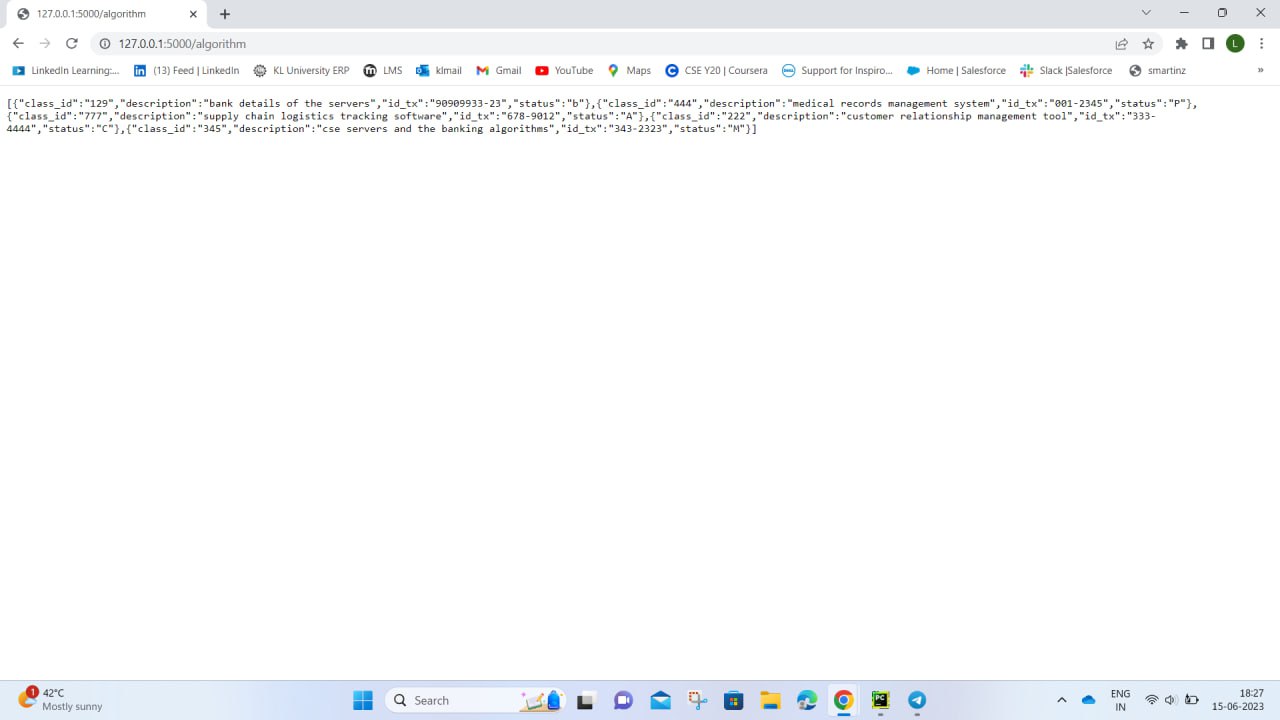 127.0.0.1:5000/algorithm
127.0.0.1:5000/algorithm
L
LinkedIn Learning:... (13) Feed | LinkedIn KL University ERP LMS klmail Gmail YouTube Maps CSE Y20 | Coursera Support for Inspiro... Home | Salesforce Slack |Salesforce smartinz »
[{"class_id":"129","description":"bank details of the servers","id_tx":"90909933-23","status":"b"},{"class_id":"444","description":"medical records management system","id_tx":"001-2345","status":"P"},
{"class_id":"777","description":"supply chain logistics tracking software","id_tx":"678-9012","status":"A"},{"class_id":"222","description":"customer relationship management tool","id_tx":"333-
4444","status":"C"},{"class_id":"345","description":"cse servers and the banking algorithms","id_tx":"343-2323","status":"M"}]
1 42°C
Mostly sunny
Search
PC
ENG
IN
18:27
15-06-2023